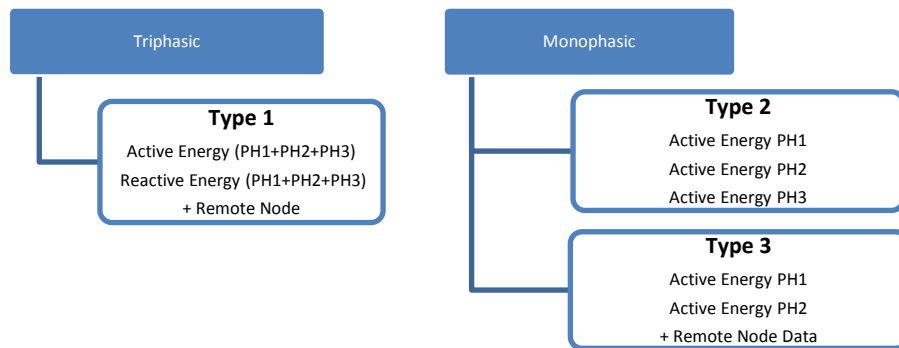 Triphasic
Type 1
Active Energy (PH1+PH2+PH3)
Reactive Energy (PH1+PH2+PH3)
+ Remote Node
Monophasic
Type 2
Active Energy PH1
Active Energy PH2
Active Energy PH3
Type 3
Active Energy PH1
Active Energy PH2
+ Remote Node Data